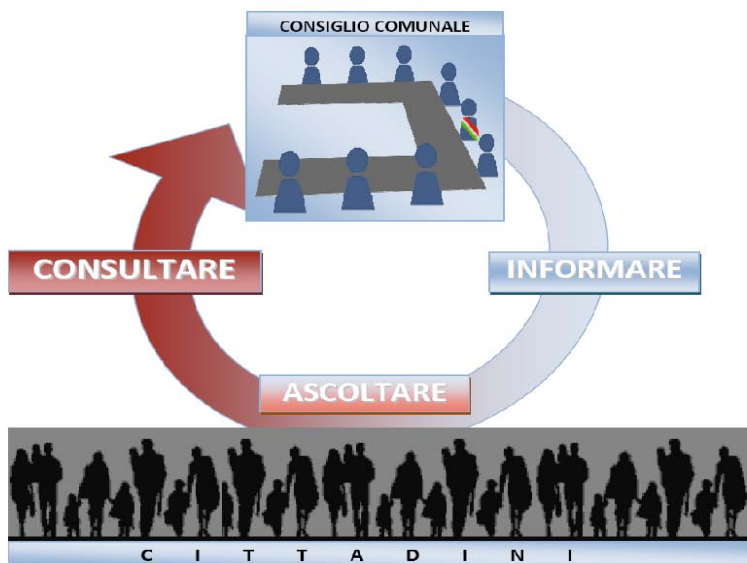 CONSIGLIO COMUNALE
CONSULTARE
INFORMARE
ASCOLTARE
C I T T A D I N I